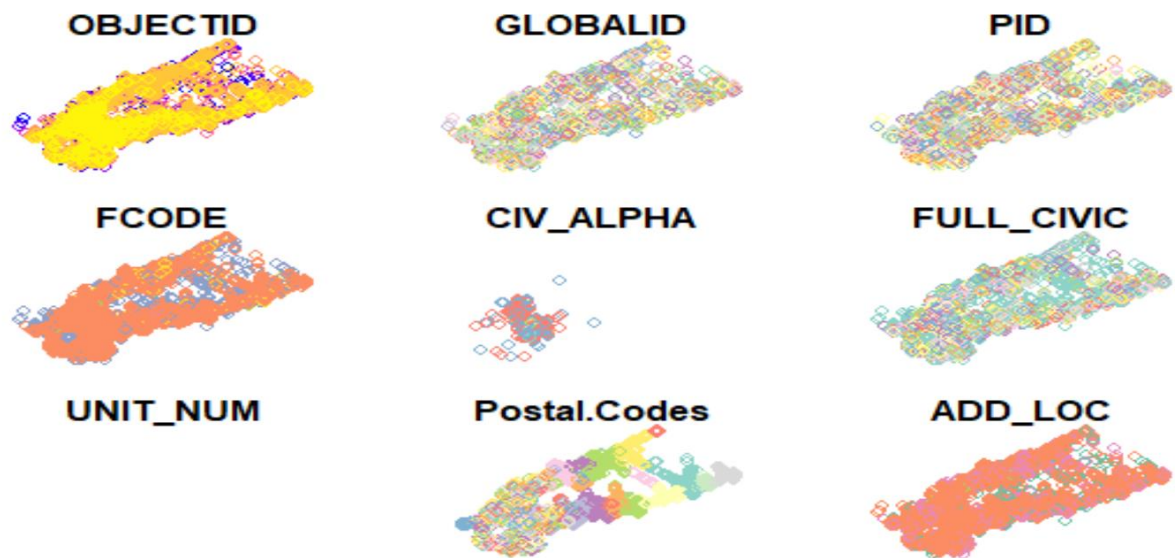 OBJECTID GLOBALID PID
FCODE CIV_ALPHA FULL_CIVIC
UNIT_NUM Postal.Codes ADD_LOC